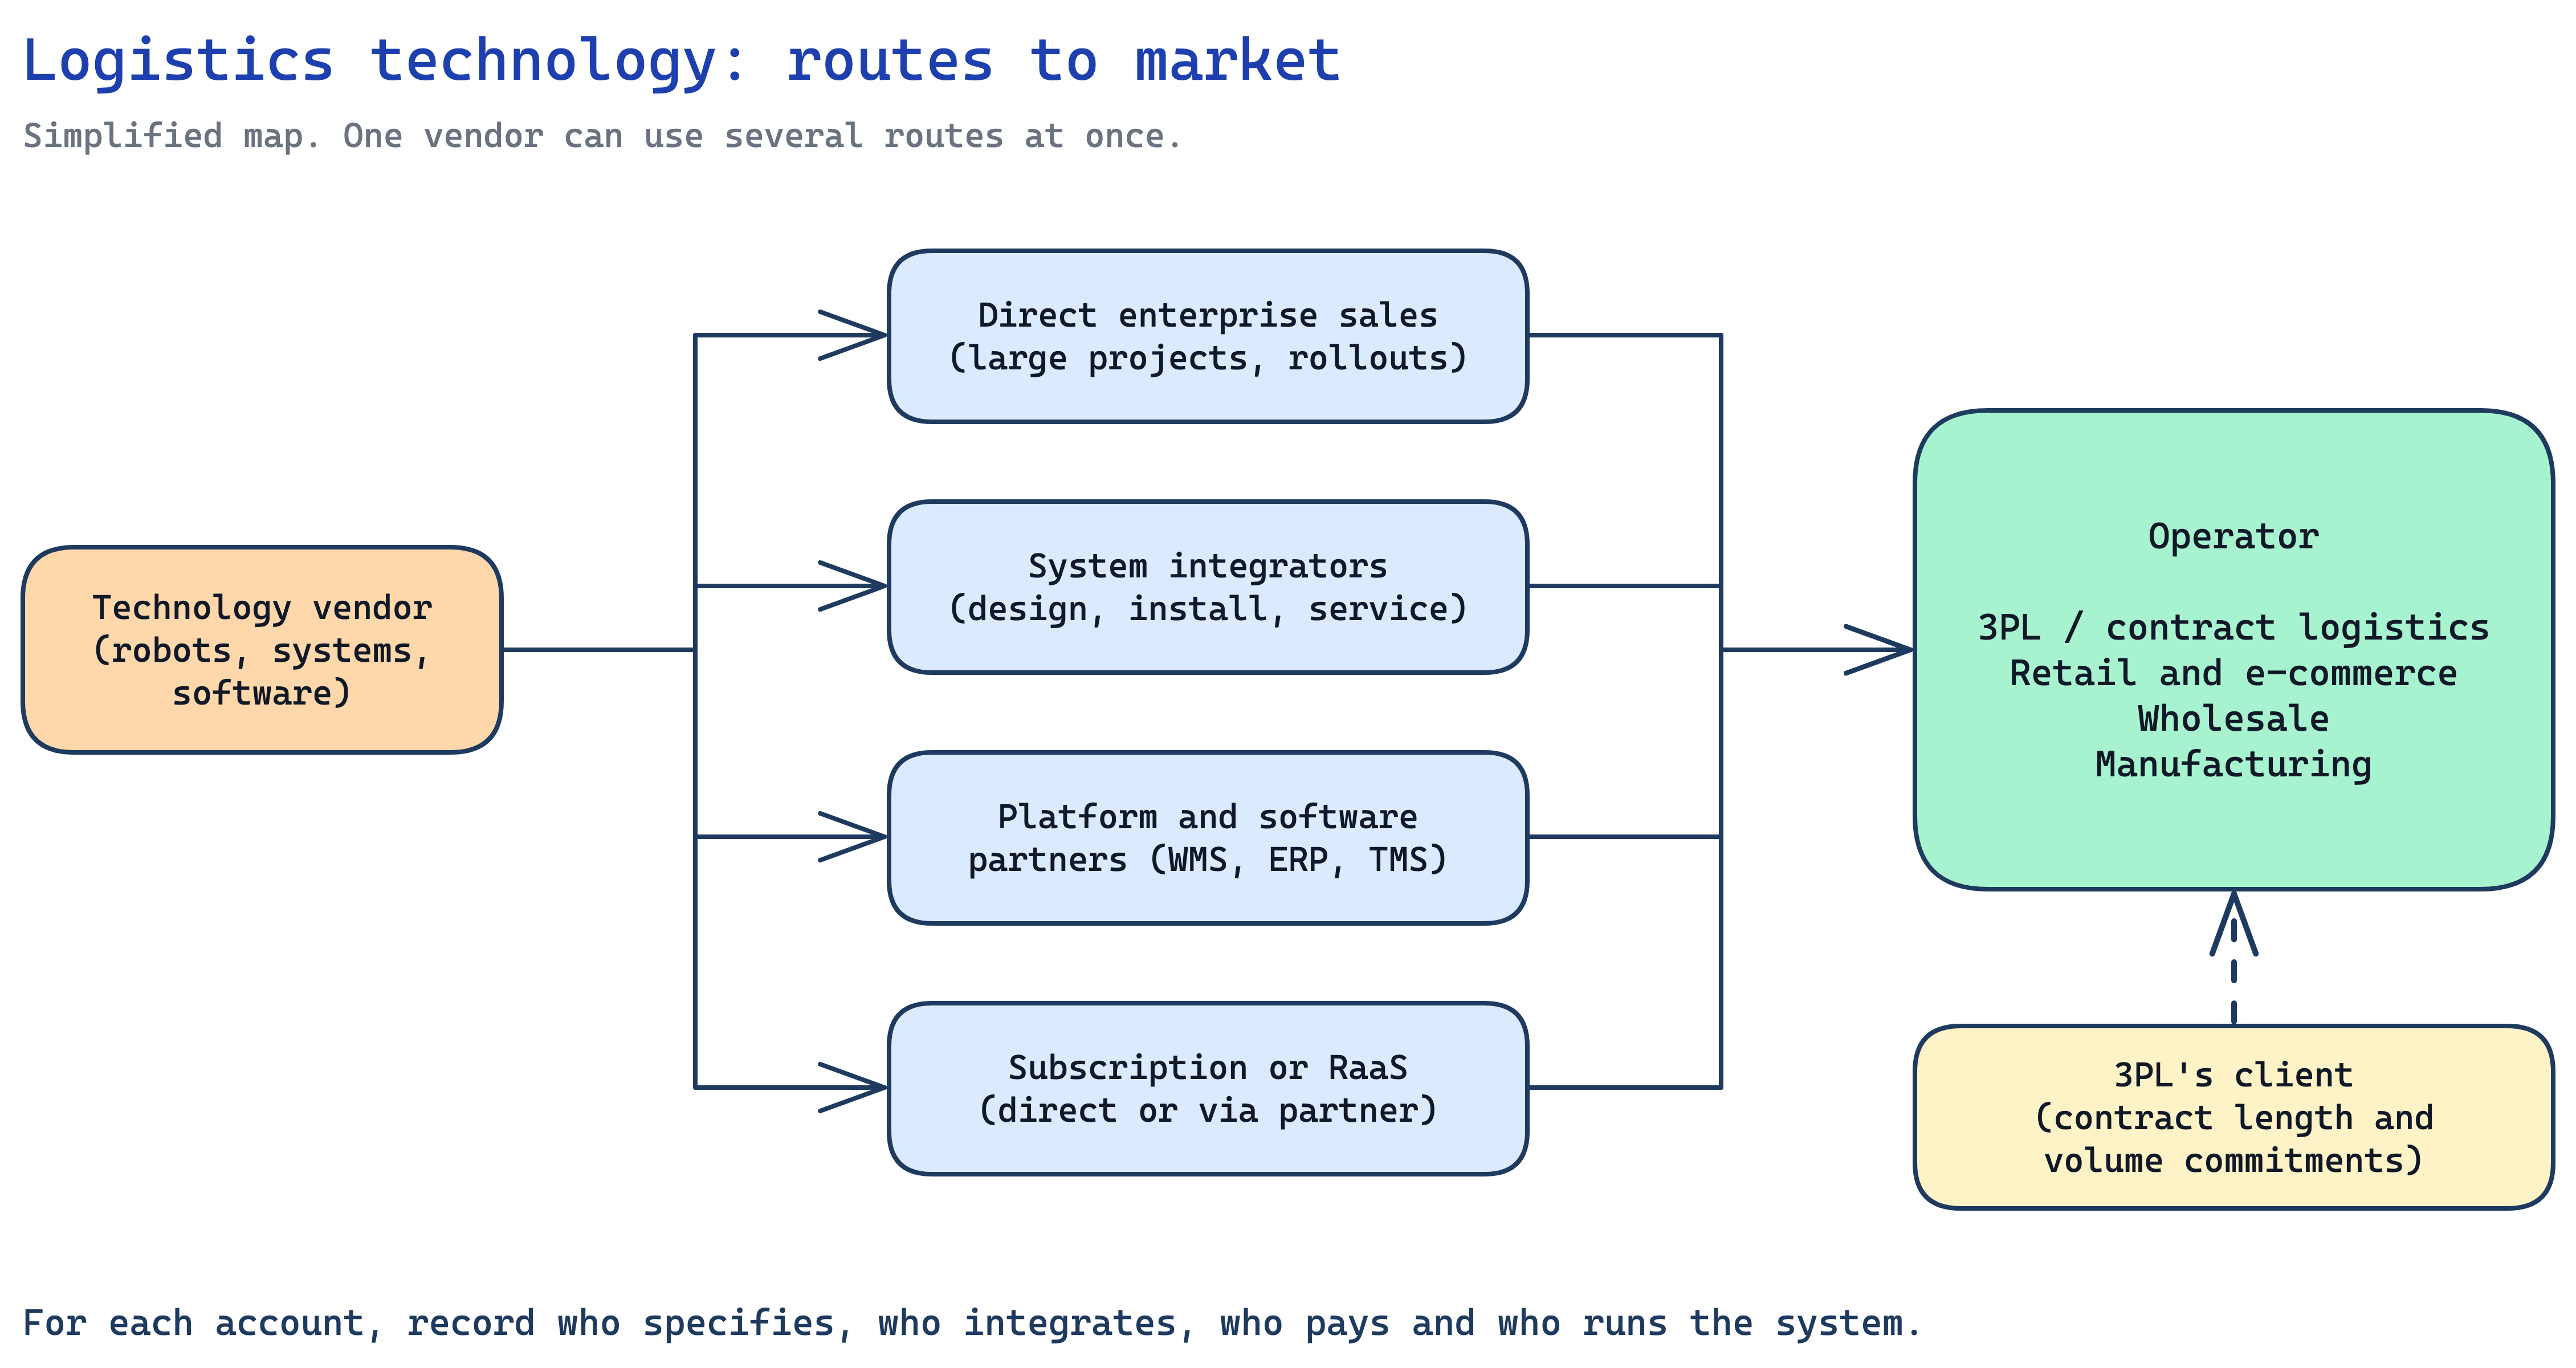 Logistics technology: routes to market
Simplified map. One vendor can use several routes at once.
Technology vendor
(robots, systems,
software)
Direct enterprise sales
(large projects, rollouts)
System integrators
(design, install, service)
Platform and software
partners (WMS, ERP, TMS)
Subscription or RaaS
(direct or via partner)
Operator
3PL / contract logistics
Retail and e-commerce
Wholesale
Manufacturing
3PL's client
(contract length and
volume commitments)
For each account, record who specifies, who integrates, who pays and who runs the system.